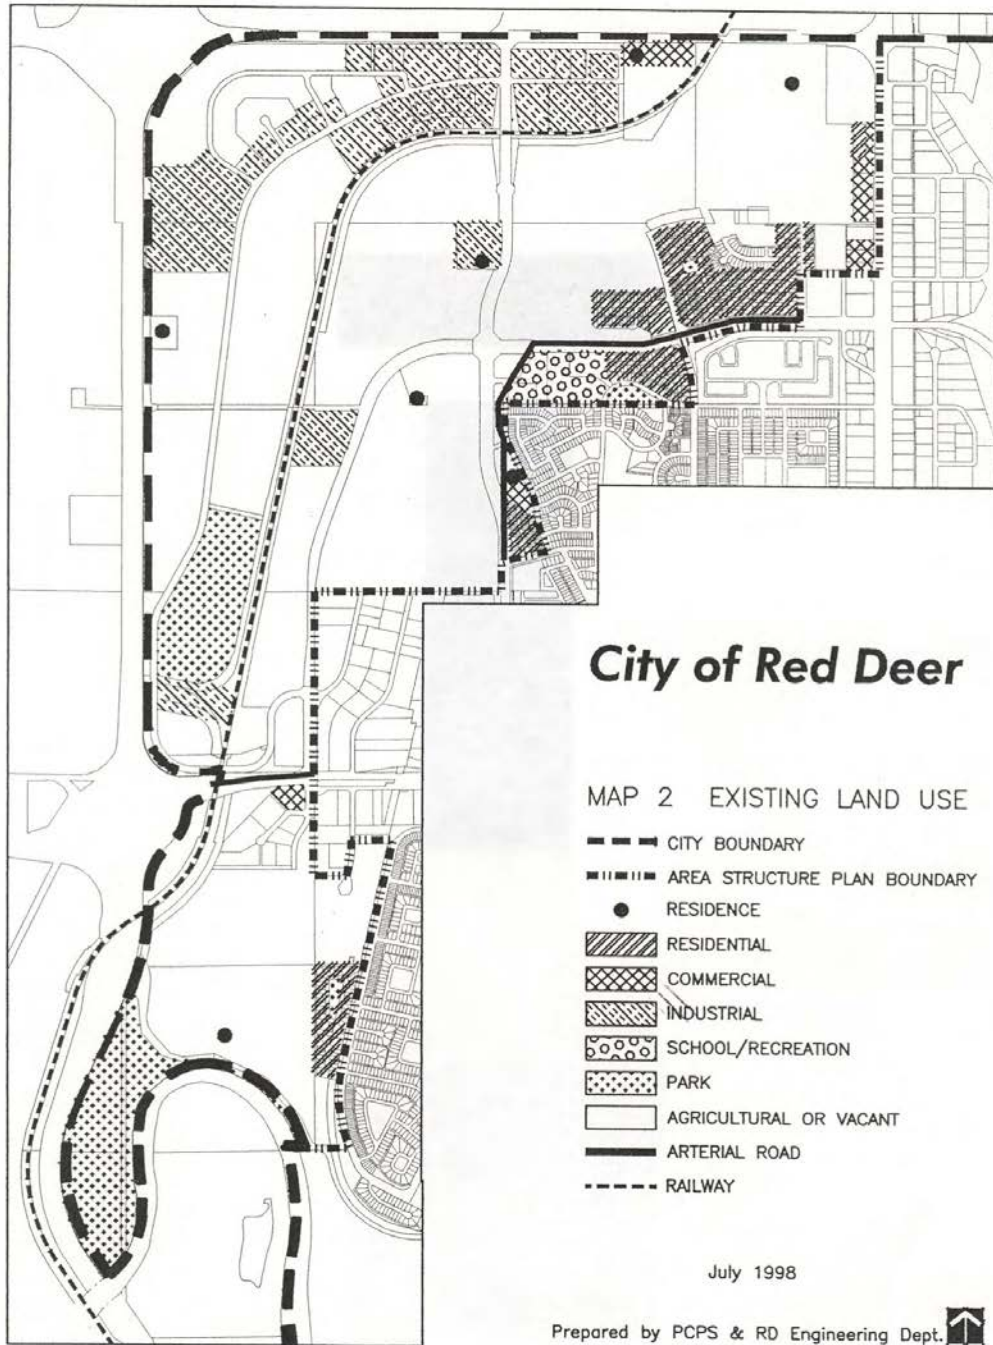 City of Red Deer
MAP 2 EXISTING LAND USE
CITY BOUNDARY
AREA STRUCTURE PLAN BOUNDARY
RESIDENCE
RESIDENTIAL
COMMERCIAL
INDUSTRIAL
SCHOOL/RECREATION
PARK
AGRICULTURAL OR VACANT
ARTERIAL ROAD
RAILWAY
July 1998
Prepared by PCPS & RD Engineering Dept.